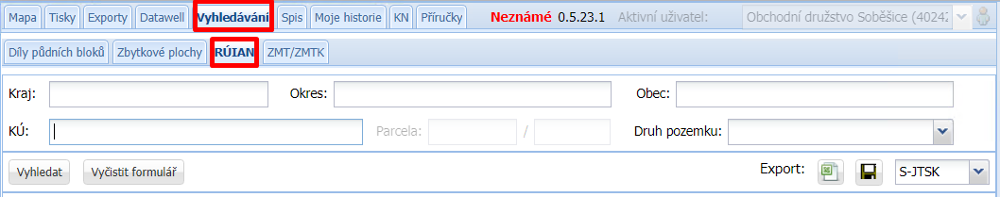 Mapa Tisky Exporty Datawell Vyhledávání Spis Moje historie KN Příručky Neznámé 0.5.23.1 Aktivní uživatel: Obchodní družstvo Soběšice (4024
Díly půdních bloků Zbytkové plochy RÚIAN ZMT/ZMTK
Kraj: Okres: Obec:
KÚ: Parcela: / Druh pozemku:
Vyhledat Vyčistit formulář Export: S-JTSK